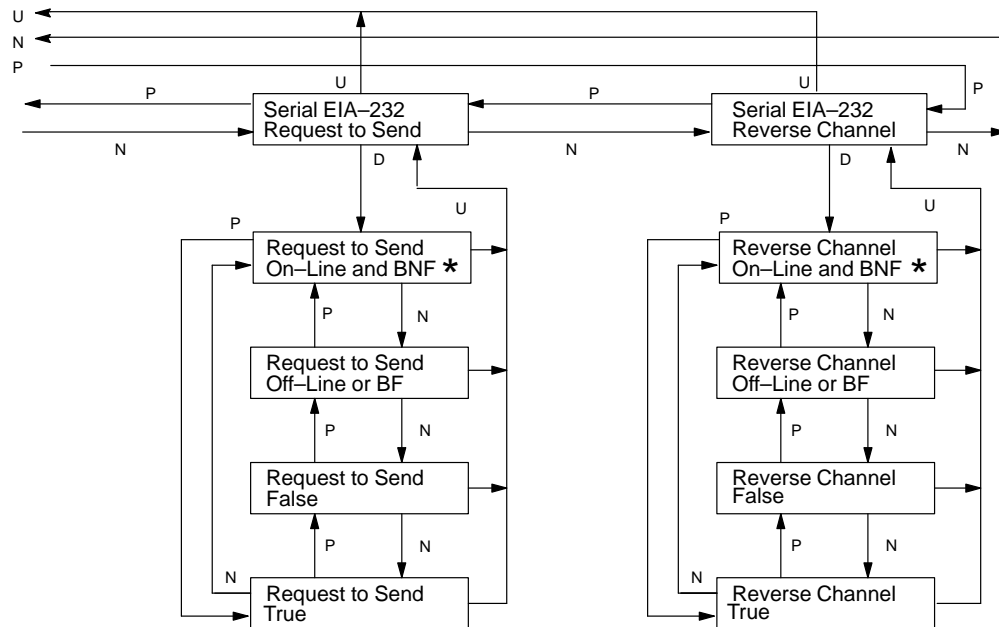 U
N
P
U
U
P
P
P
Serial EIA–232
Request to Send
Serial EIA–232
Reverse Channel
N
D
N
D
N
U
U
P
P
Request to Send
On–Line and BNF *
Reverse Channel
On–Line and BNF *
P
N
P
N
Request to Send
Off–Line or BF
Reverse Channel
Off–Line or BF
P
N
P
N
Request to Send
False
Reverse Channel
False
P
N
P
N
N
N
Request to Send
True
Reverse Channel
True